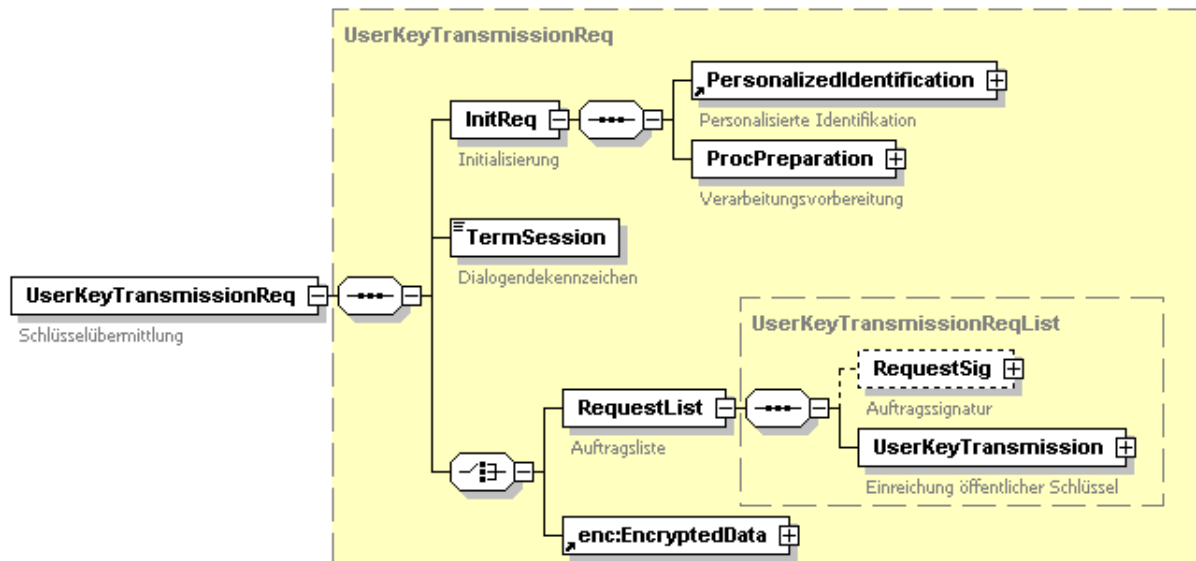 UserKeyTransmissionReq
PersonalizedIdentification
InitReq
Personalisierte Identifikation
Initialisierung
ProcPreparation
Verarbeitungsvorbereitung
TermSession
Dialogendekennzeichen
UserKeyTransmissionReq
Schlüsselübermittlung
UserKeyTransmissionReqList
RequestSig
RequestList
Auftragssignatur
Auftragsliste
UserKeyTransmission
Einreichung öffentlicher Schlüssel
enc:EncryptedData